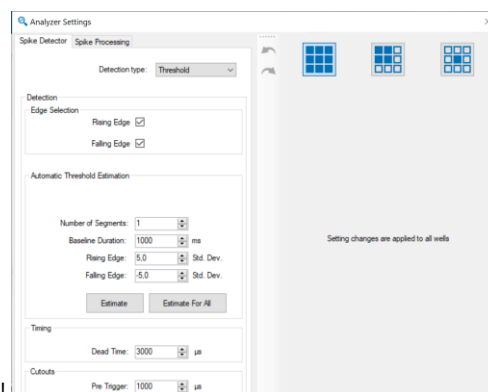 Analyzer Settings
Spike Detector Spike Processing
Detection type: Threshold
Detection
Edge Selection
Rising Edge
Falling Edge
Automatic Threshold Estimation
Number of Segments: 1
Baseline Duration: 1000 ms
Rising Edge: 5,0 Std. Dev.
Falling Edge: -5,0 Std. Dev.
Estimate Estimate For All
Setting changes are applied to all wells
Timing
Dead Time: 3000 µs
Cutouts
Pre Trigger: 1000 µs